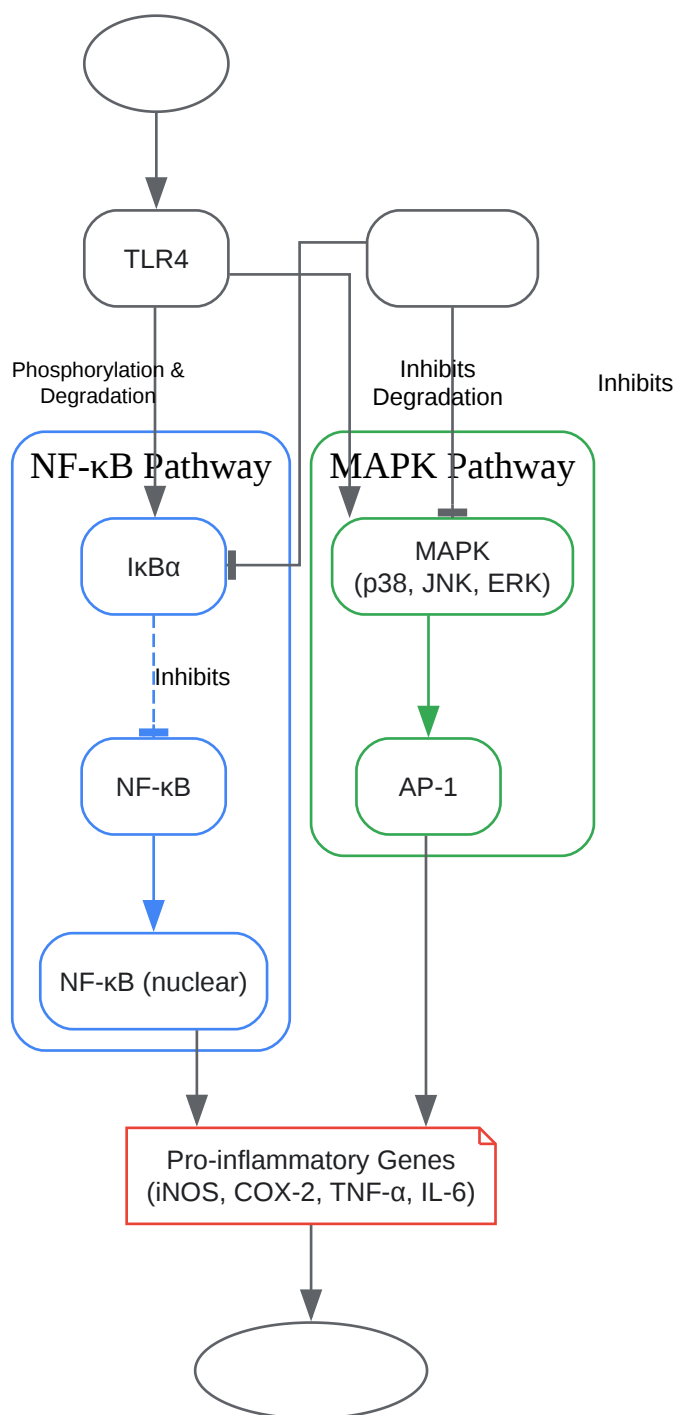 TLR4
Phosphorylation &
Degradation
Inhibits
Degradation
Inhibits
NF-κB Pathway
MAPK Pathway
IκBα
MAPK
(p38, JNK, ERK)
Inhibits
NF-κB
AP-1
NF-κB (nuclear)
Pro-inflammatory Genes
(iNOS, COX-2, TNF-α, IL-6)